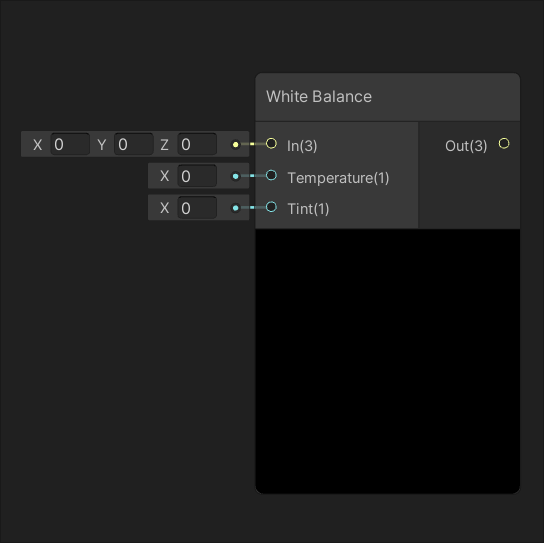 White Balance
X 0 Y 0 Z 0 In(3) Out(3)
X 0 Temperature(1)
X 0 Tint(1)